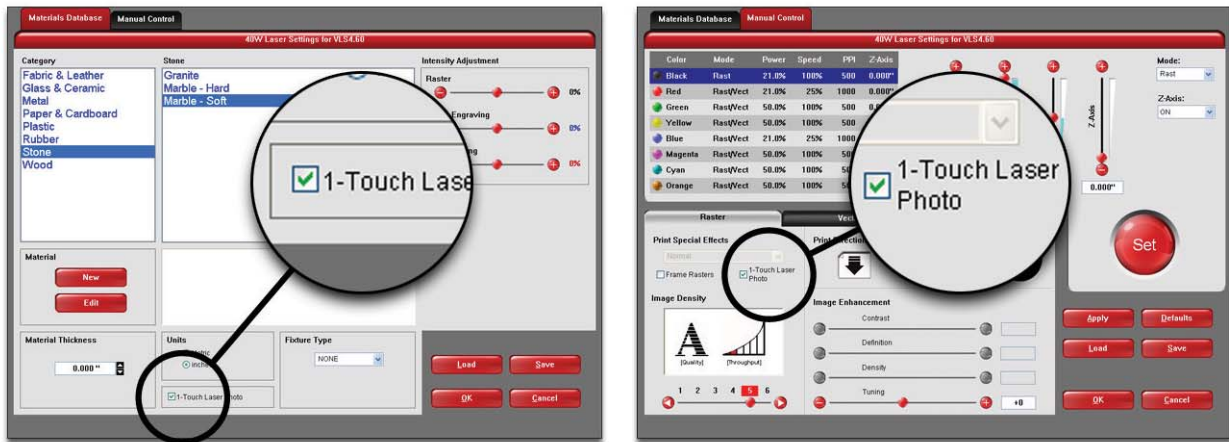 Materials Database Manual Control
40W Laser Settings for VLS4.60
Category
Fabric & Leather
Glass & Ceramic
Metal
Paper & Cardboard
Plastic
Rubber
Stone
Wood
Stone
Granite
Marble - Hard
Marble - Soft
Intensity Adjustment
Raster
0%
Engraving
0%
0%
1-Touch Lase
Material
New
Edit
Material Thickness
0.000 "
Units
1-Touch Laser
Fixture Type
NONE
Load Save
OK Cancel
Materials Database Manual Control
40W Laser Settings for VLS4.60
Color Mode Power Speed PPI Z-Axis
Black Rast 21.0% 100% 500 0.000"
Red Rast/Vect 21.0% 25% 1000 0.000"
Green Rast/Vect 50.0% 100% 500
Yellow Rast/Vect 50.0% 100% 500
Blue Rast/Vect 21.0% 25% 1000
Magenta Rast/Vect 50.0% 100%
Cyan Rast/Vect 50.0% 100%
Orange Rast/Vect 50.0% 100%
Z-Axis
0.000"
Mode:
Rast
Z-Axis:
ON
1-Touch Laser
Photo
Set
Raster
Print Special Effects
Normal
Frame Rasters
1-Touch Laser
Photo
Print Direction
Image Density
A
[Quality] [Throughput]
1 2 3 4 5 6
Image Enhancement
Contrast
Definition
Density
Tuning
+0
Apply Defaults
Load Save
OK Cancel